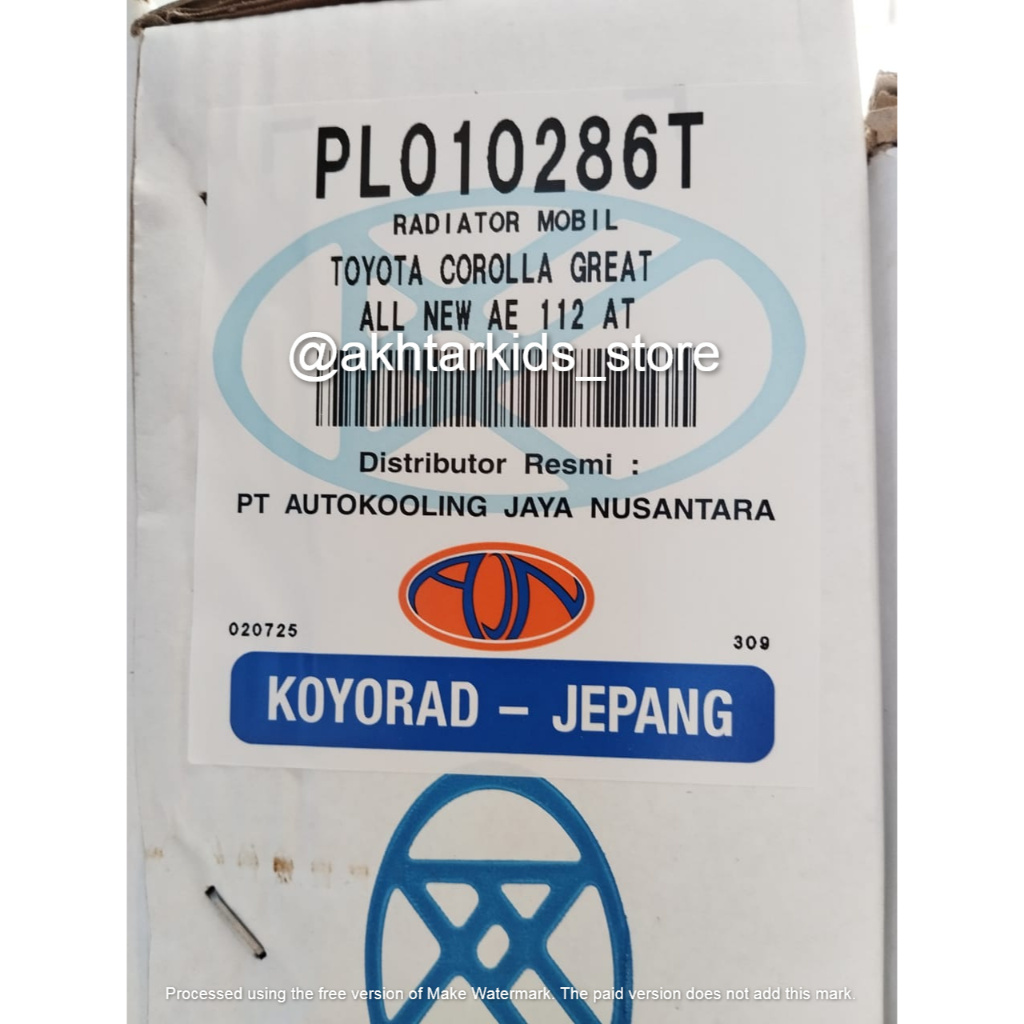 PL010286T
RADIATOR MOBIL
TOYOTA COROLLA GREAT
ALL NEW AE 112 AT
@akhtarkids_store
Distributor Resmi :
PT AUTOKOOLING JAYA NUSANTARA
AJN
020725
309
KOYORAD – JEPANG
Processed using the free version of Make Watermark. The paid version does not add this mark.